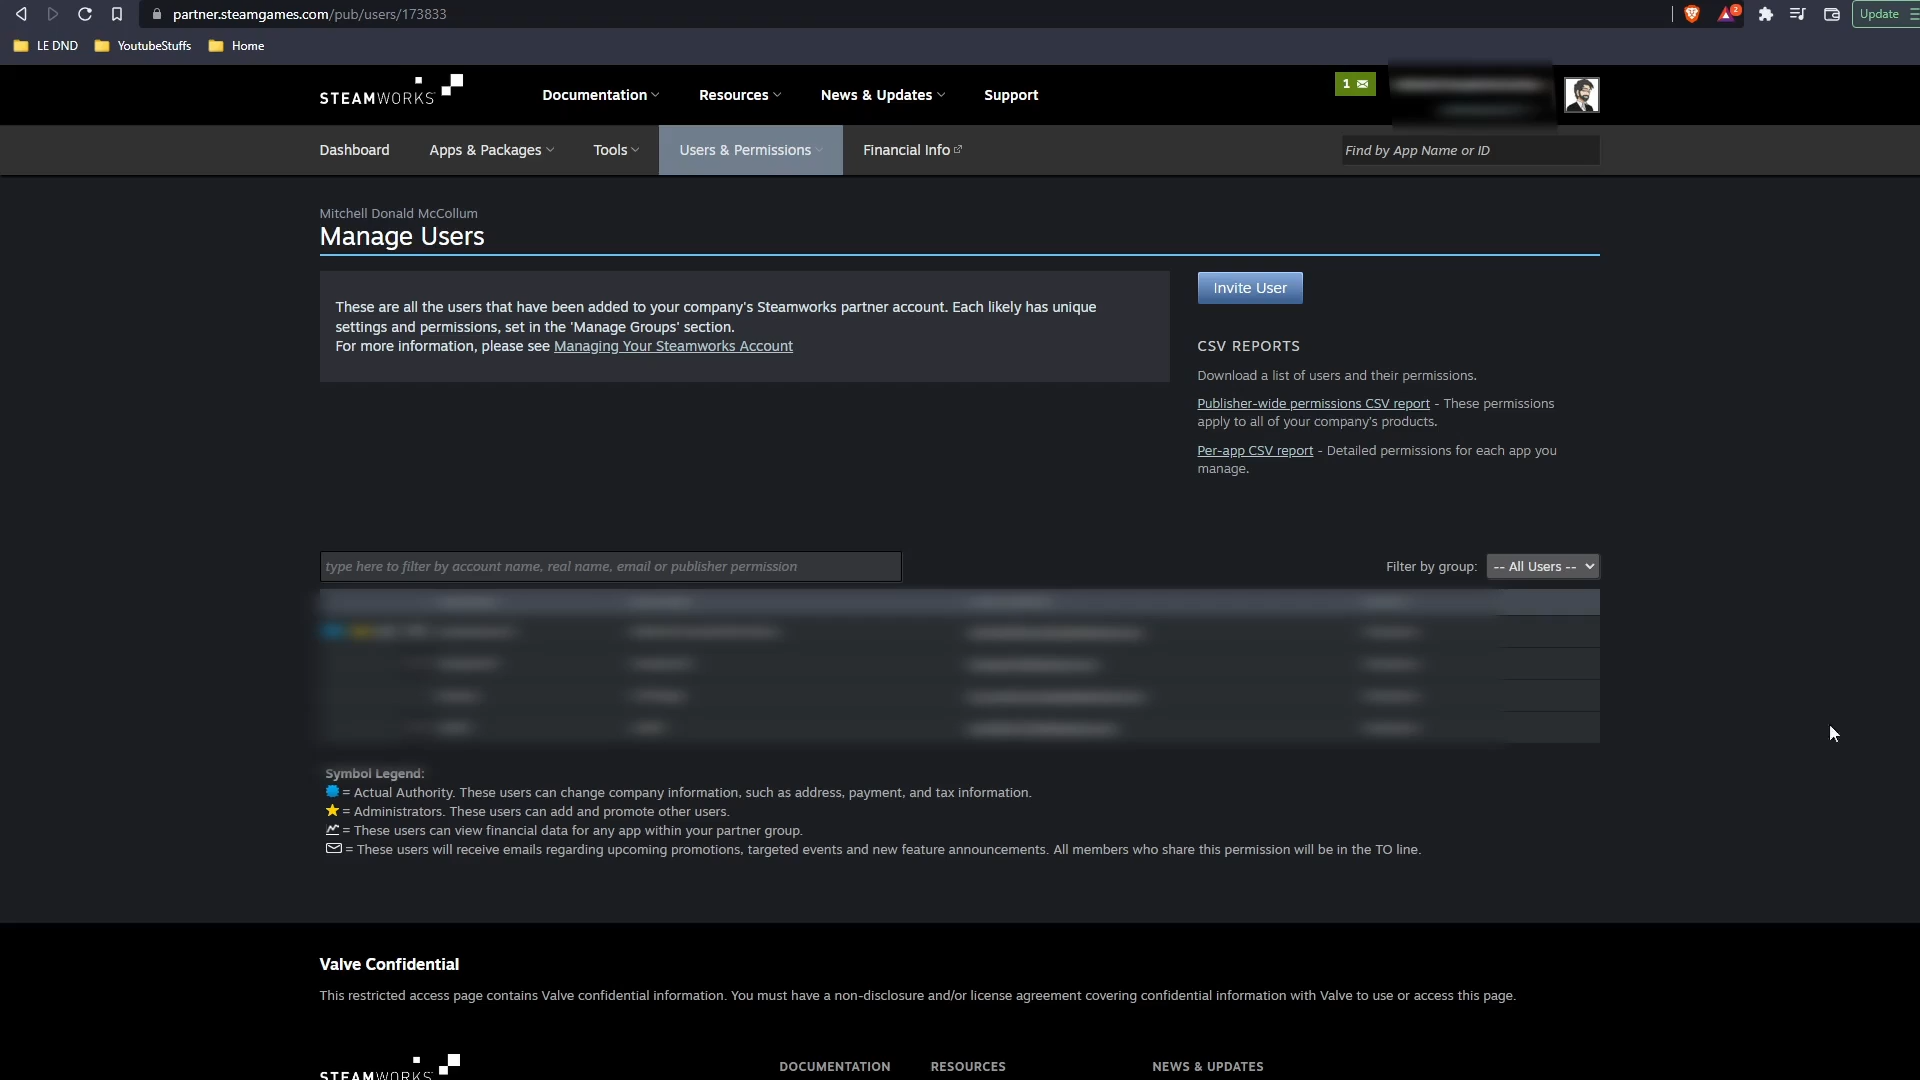 partner.steamgames.com/pub/users/173833
2
Update
LE DND
YoutubeStuffs
Home
STEAMWORKS
Documentation
Resources
News & Updates
Support
1
Dashboard
Apps & Packages
Tools
Users & Permissions
Financial Info
Find by App Name or ID
Mitchell Donald McCollum
Manage Users
These are all the users that have been added to your company's Steamworks partner account. Each likely has unique
settings and permissions, set in the 'Manage Groups' section.
For more information, please see Managing Your Steamworks Account
Invite User
CSV REPORTS
Download a list of users and their permissions.
Publisher-wide permissions CSV report - These permissions
apply to all of your company's products.
Per-app CSV report - Detailed permissions for each app you
manage.
type here to filter by account name, real name, email or publisher permission
Filter by group:
-- All Users --
Symbol Legend:
= Actual Authority. These users can change company information, such as address, payment, and tax information.
= Administrators. These users can add and promote other users.
= These users can view financial data for any app within your partner group.
= These users will receive emails regarding upcoming promotions, targeted events and new feature announcements. All members who share this permission will be in the TO line.
Valve Confidential
This restricted access page contains Valve confidential information. You must have a non-disclosure and/or license agreement covering confidential information with Valve to use or access this page.
STEAMWORKS
DOCUMENTATION
RESOURCES
NEWS & UPDATES